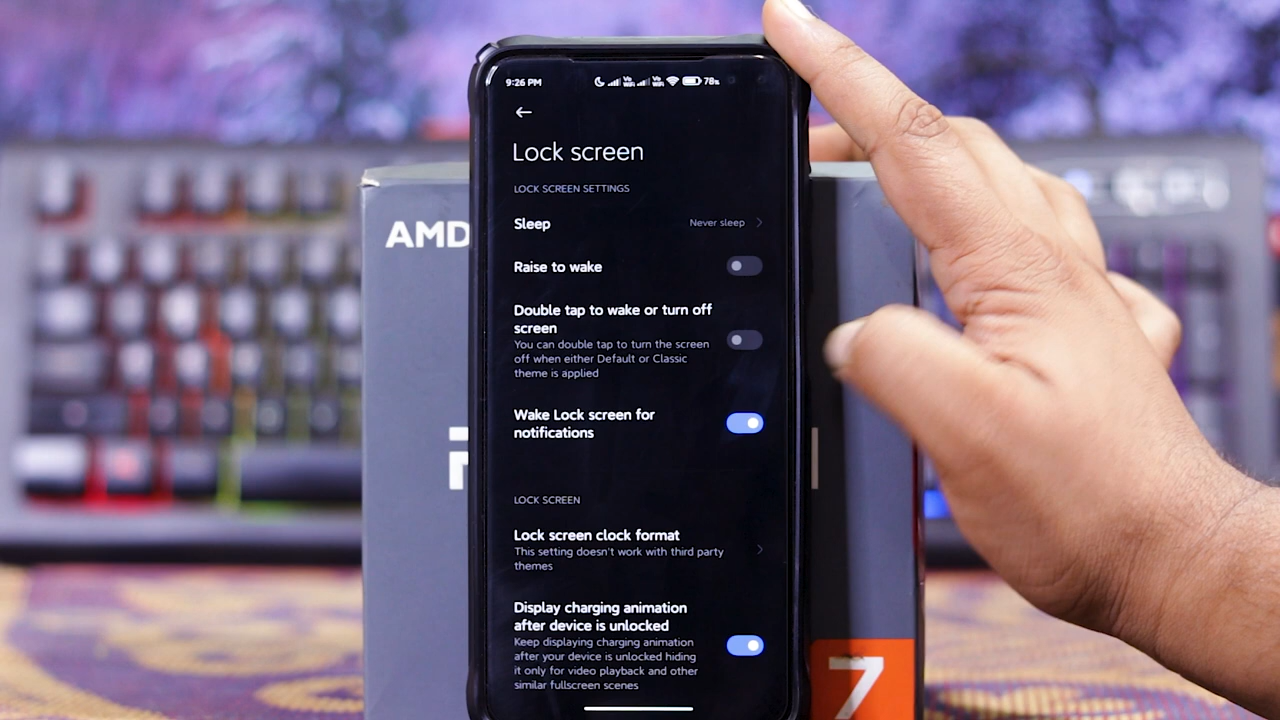 9:26 PM 78%
Lock screen
LOCK SCREEN SETTINGS
Sleep Never sleep
Raise to wake
Double tap to wake or turn off
screen
You can double tap to turn the screen
off when either Default or Classic
theme is applied
Wake Lock screen for
notifications
LOCK SCREEN
Lock screen clock format
This setting doesn't work with third party
themes
Display charging animation
after device is unlocked
Keep displaying charging animation
after your device is unlocked hiding
it only for video playback and other
similar fullscreen scenes
AMD
7